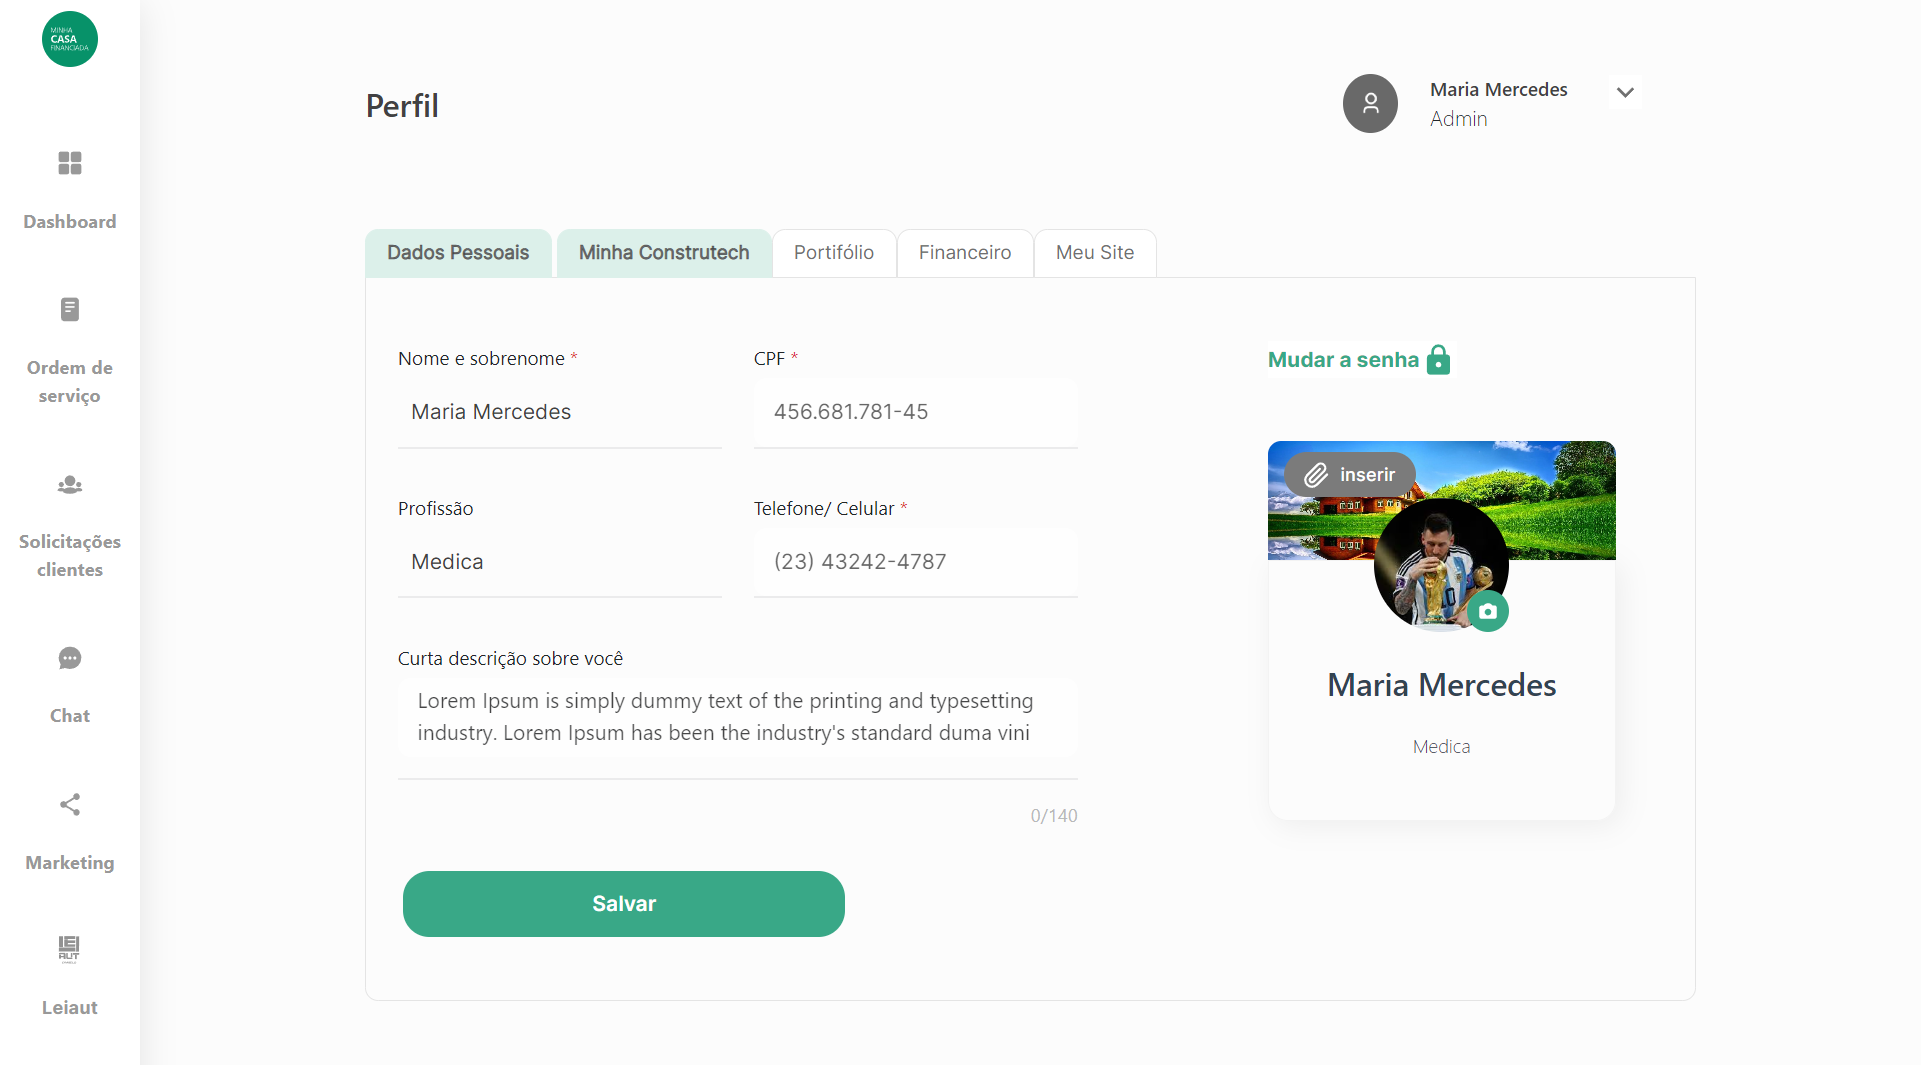 MINHA
CASA
FINANCIADA
Dashboard
Ordem de
serviço
Solicitações
clientes
Chat
Marketing
LEI
AUT
Leiaut
Perfil
Maria Mercedes
Admin
Dados Pessoais
Minha Construtech
Portifólio
Financeiro
Meu Site
Nome e sobrenome *
Maria Mercedes
CPF *
456.681.781-45
Profissão
Medica
Telefone/ Celular *
(23) 43242-4787
Curta descrição sobre você
Lorem Ipsum is simply dummy text of the printing and typesetting
industry. Lorem Ipsum has been the industry's standard duma vini
0/140
Salvar
Mudar a senha
inserir
10
Maria Mercedes
Medica